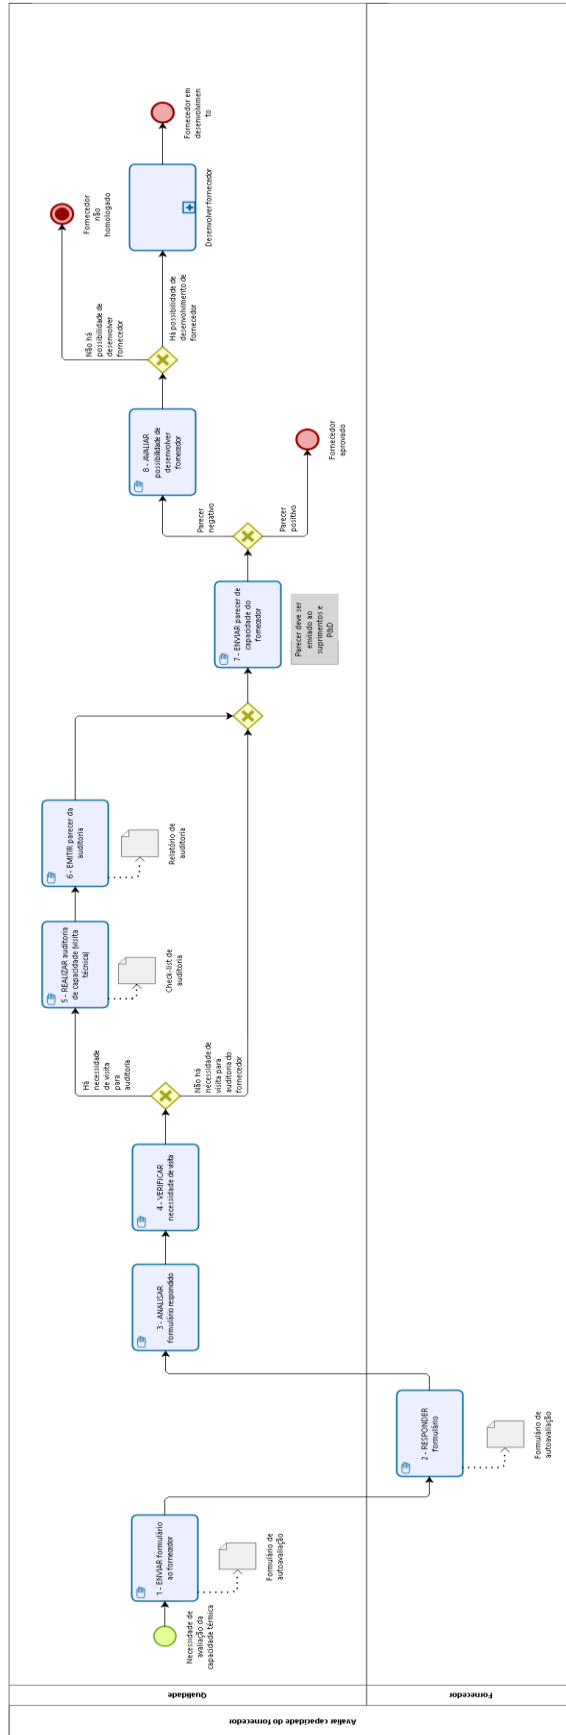 Avaliar capacidade do fornecedor
Qualidade
Fornecedor
Necessidade de
avaliação da
capacidade térmica
1 - ENVIAR formulário
ao fornecedor
Formulário de
autoavaliação
2 - RESPONDER
formulário
Formulário de
autoavaliação
3 - ANALISAR
formulário respondido
4 - VERIFICAR
necessidade de visita
Há
necessidade
de visita
para
auditoria
Não há
necessidade de
visita para
auditoria do
fornecedor
5 - REALIZAR auditoria
de capacidade (visita
técnica)
Check-list de
auditoria
6 - EMITIR parecer da
auditoria
Relatório de
auditoria
7 - ENVIAR parecer de
capacidade do
fornecedor
Parecer deve ser
enviado ao
suprimentos e
P&D
Parecer
negativo
Parecer
positivo
Fornecedor
aprovado
8 - AVALIAR
possibilidade de
desenvolver
fornecedor
Não há
possibilidade de
desenvolver
fornecedor
Há possibilidade de
desenvolvimento de
fornecedor
Fornecedor
não
homologado
Desenvolver fornecedor
Fornecedor em
desenvolvimen
to